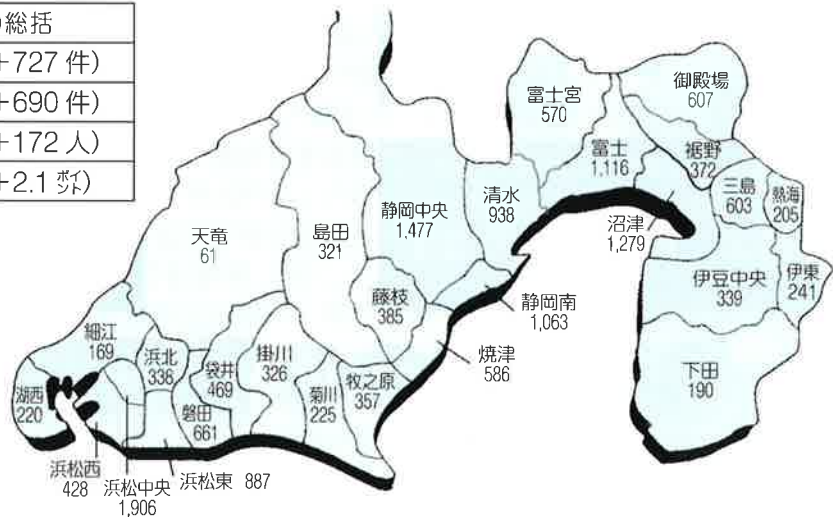 総括
+727 件)
+690 件)
+172 人)
+2.1 ポイント)
御殿場
607
富士宮
570
裾野
372
富士
1,116
三島
603
熱海
205
清水
938
静岡中央
1,477
沼津
1,279
島田
321
天竜
61
伊豆中央
339
伊東
241
藤枝
385
静岡南
1,063
細江
169
浜北
338
袋井
469
掛川
326
焼津
586
下田
190
湖西
220
磐田
661
菊川
225
牧之原
357
浜松西
428
浜松中央
1,906
浜松東 887